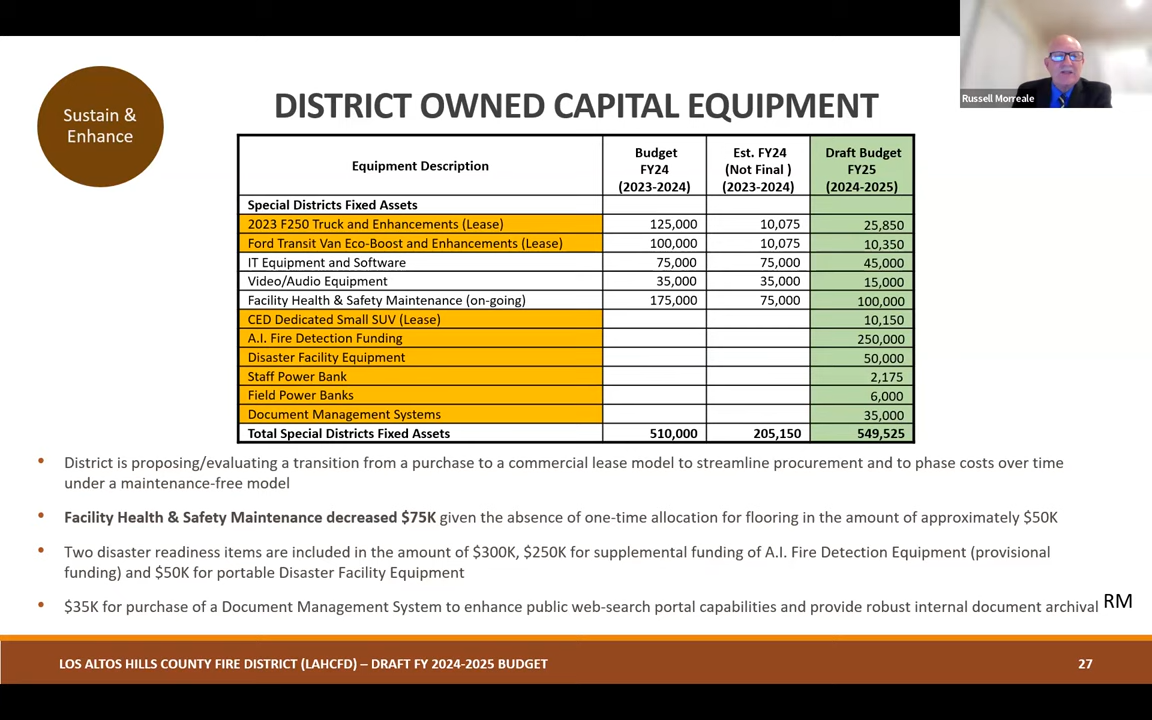 Russell Morreale
Sustain &
Enhance
DISTRICT OWNED CAPITAL EQUIPMENT
Equipment Description Budget FY24 (2023-2024) Est. FY24 (Not Final ) (2023-2024) Draft Budget FY25 (2024-2025)
Special Districts Fixed Assets
2023 F250 Truck and Enhancements (Lease) 125,000 10,075 25,850
Ford Transit Van Eco-Boost and Enhancements (Lease) 100,000 10,075 10,350
IT Equipment and Software 75,000 75,000 45,000
Video/Audio Equipment 35,000 35,000 15,000
Facility Health & Safety Maintenance (on-going) 175,000 75,000 100,000
CED Dedicated Small SUV (Lease) 10,150
A.I. Fire Detection Funding 250,000
Disaster Facility Equipment 50,000
Staff Power Bank 2,175
Field Power Banks 6,000
Document Management Systems 35,000
Total Special Districts Fixed Assets 510,000 205,150 549,525
• District is proposing/evaluating a transition from a purchase to a commercial lease model to streamline procurement and to phase costs over time
under a maintenance-free model
• Facility Health & Safety Maintenance decreased $75K given the absence of one-time allocation for flooring in the amount of approximately $50K
• Two disaster readiness items are included in the amount of $300K, $250K for supplemental funding of A.I. Fire Detection Equipment (provisional
funding) and $50K for portable Disaster Facility Equipment
• $35K for purchase of a Document Management System to enhance public web-search portal capabilities and provide robust internal document archival
RM
LOS ALTOS HILLS COUNTY FIRE DISTRICT (LAHCFD) – DRAFT FY 2024-2025 BUDGET
27